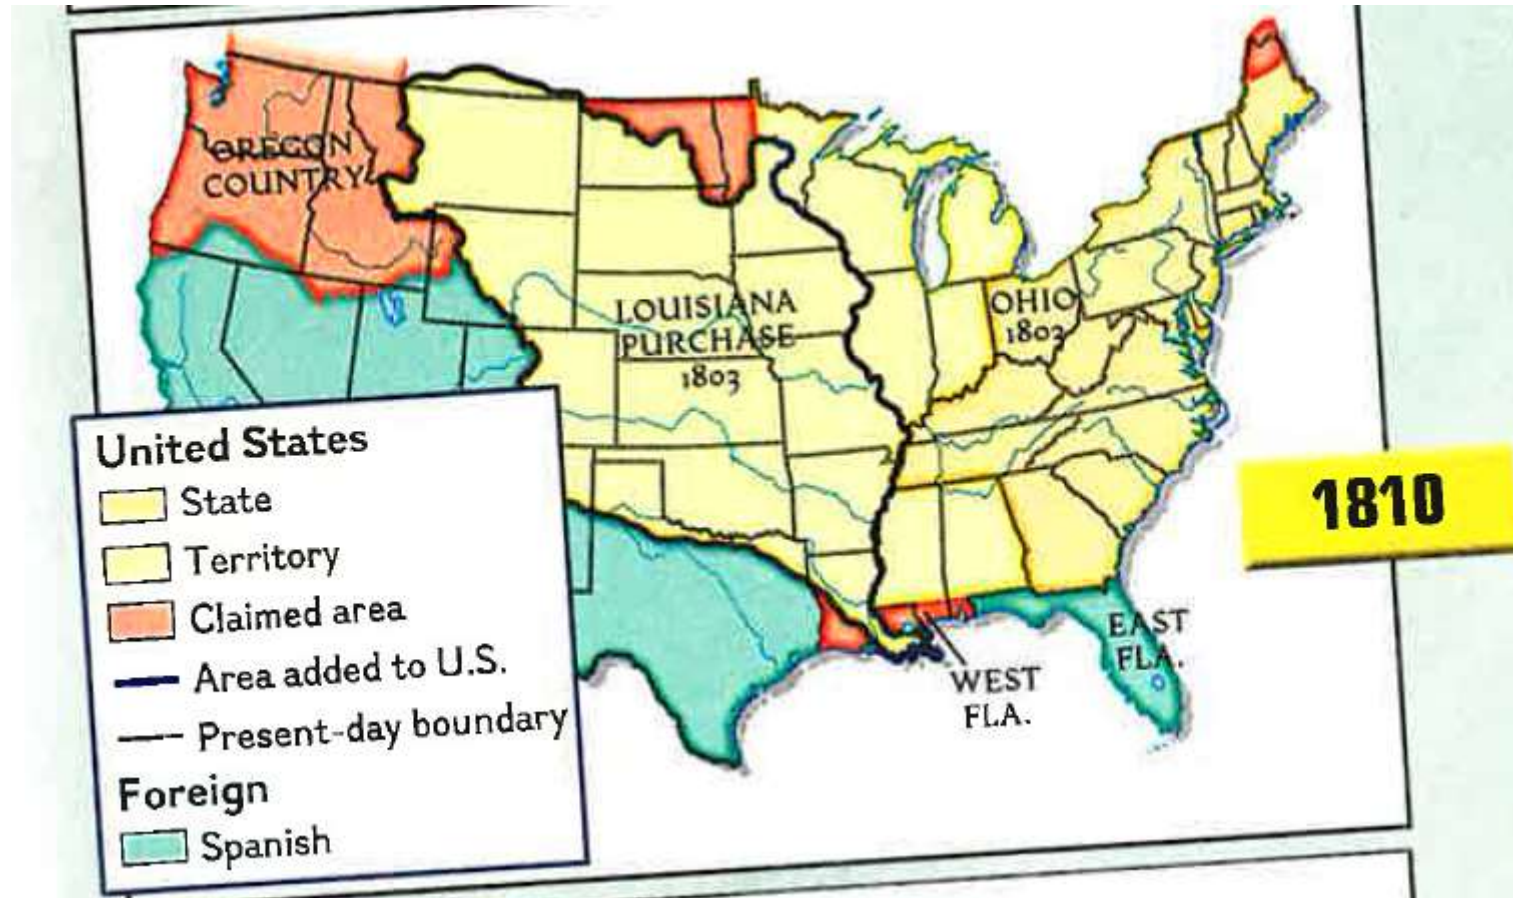 OREGON
COUNTRY
LOUISIANA
PURCHASE
1803
OHIO
1803
1810
EAST
FLA.
WEST
FLA.
United States
State
Territory
Claimed area
Area added to U.S.
Present-day boundary
Foreign
Spanish